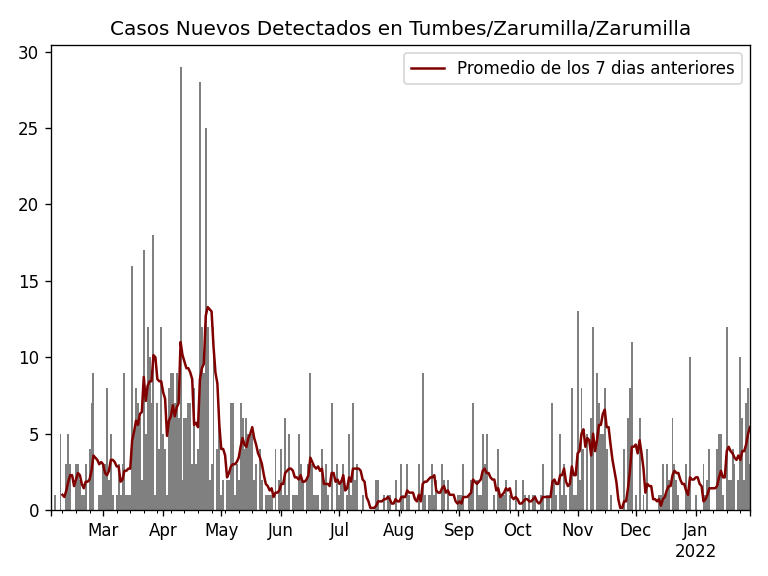 Casos Nuevos Detectados en Tumbes/Zarumilla/Zarumilla
Promedio de los 7 dias anteriores
30
25
20
15
10
5
0
Mar Apr May Jun Jul Aug Sep Oct Nov Dec Jan
2022